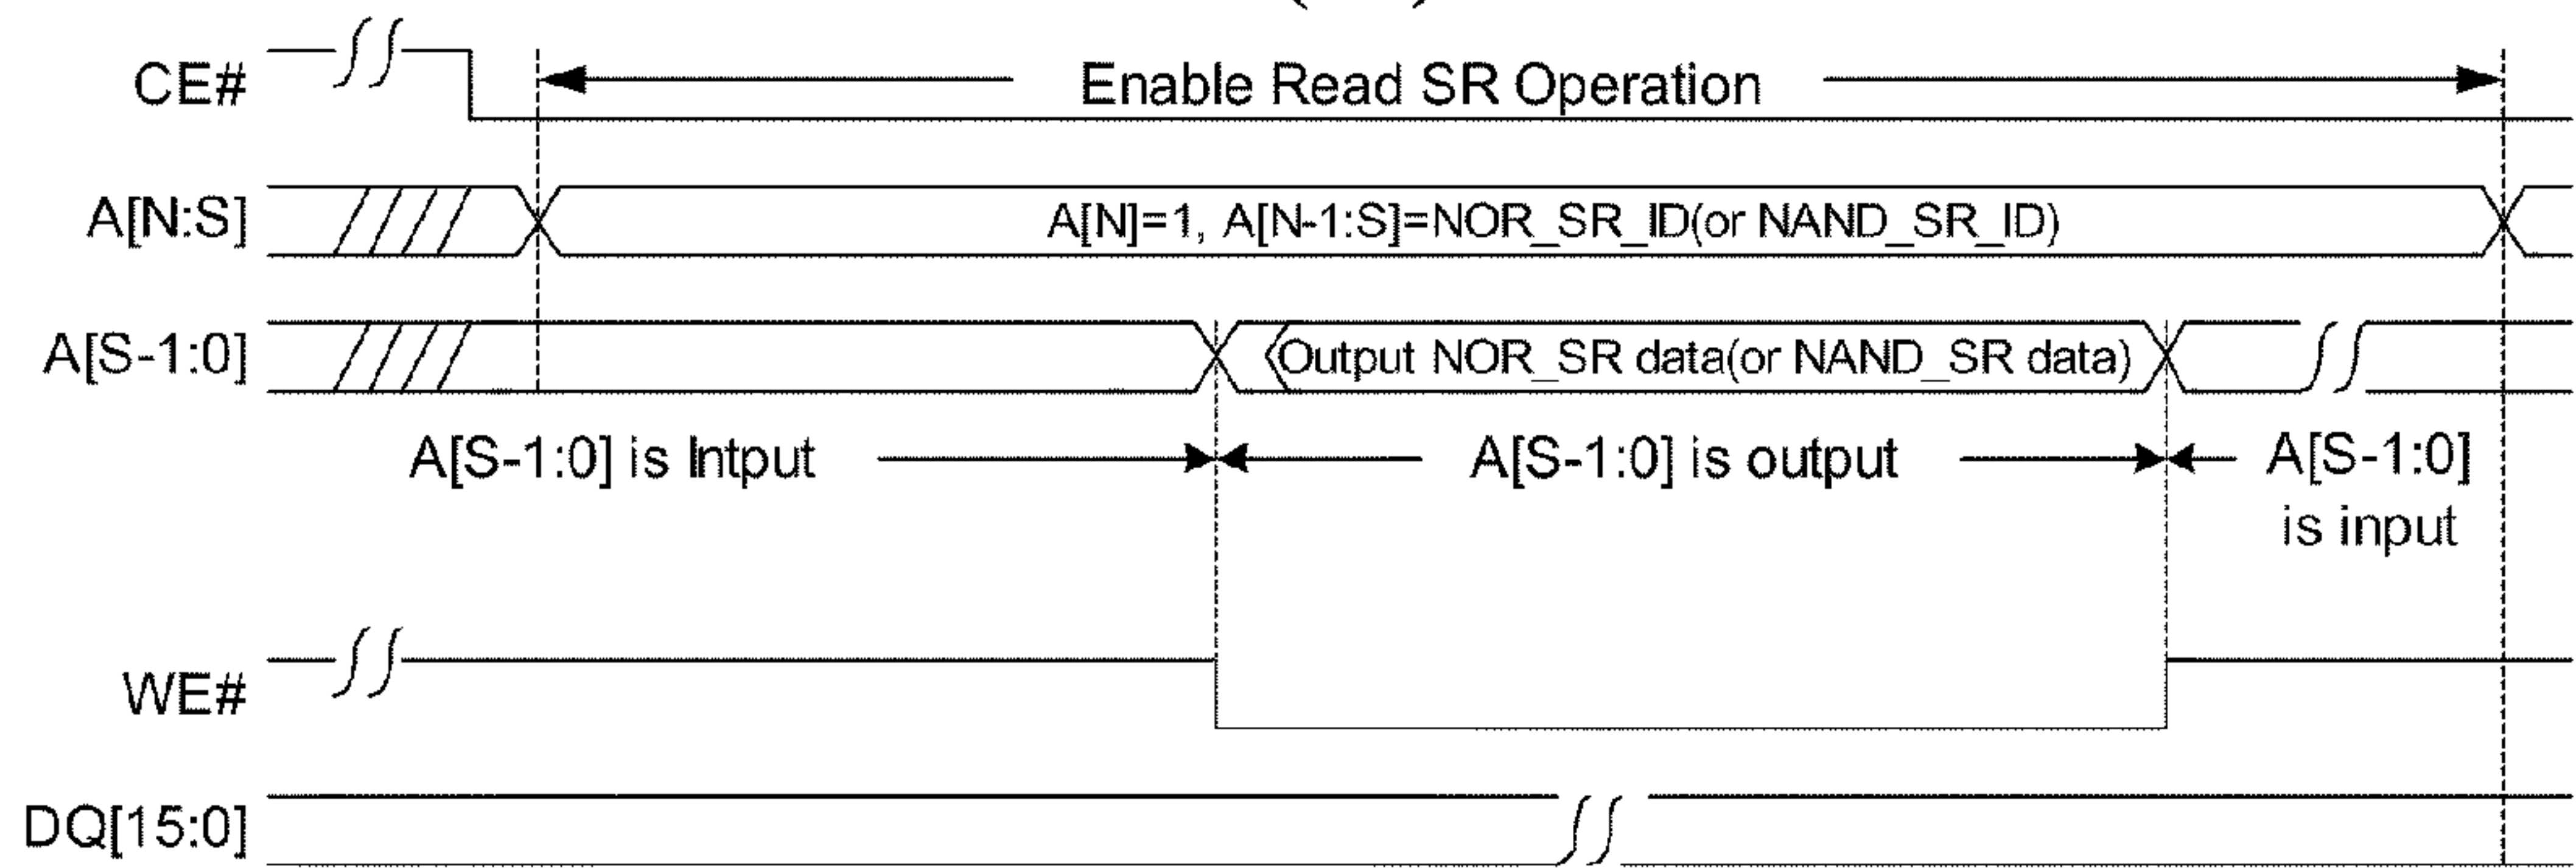 CE#
Enable Read SR Operation
A[N:S]
A[N]=1, A[N-1:S]=NOR_SR_ID(or NAND_SR_ID)
A[S-1:0]
Output NOR_SR data(or NAND_SR data)
A[S-1:0] is Intput
A[S-1:0] is output
A[S-1:0]
is input
WE#
DQ[15:0]